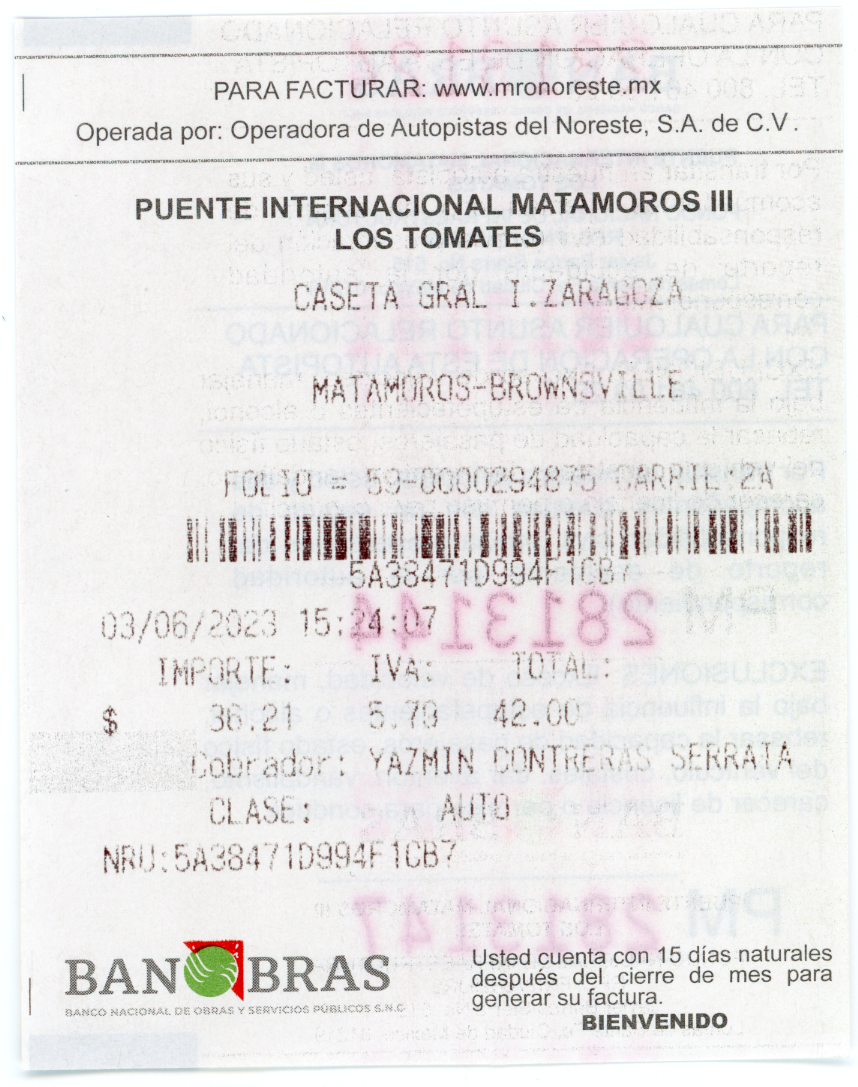 PARA FACTURAR: www.mronoreste.mx
Operada por: Operadora de Autopistas del Noreste, S.A. de C.V.
PUENTE INTERNACIONAL MATAMOROS III
LOS TOMATES
CASETA GRAL I ZARAGOZA
MATAMOROS-BROWNSVILLE
FOLIO = 59-0000294875 CARRIL 2A
5A38471D994F1CB7
03/06/2023 15:24:07
IMPORTE: IVA: TOTAL:
$ 36.21 5.79 42.00
Cobrador: YAZMIN CONTRERAS SERRATA
CLASE: AUTO
NRU:5A38471D994F1CB7
BANOBRAS
BANCO NACIONAL DE OBRAS Y SERVICIOS PÚBLICOS S.N.C
Usted cuenta con 15 días naturales
después del cierre de mes para
generar su factura.
BIENVENIDO